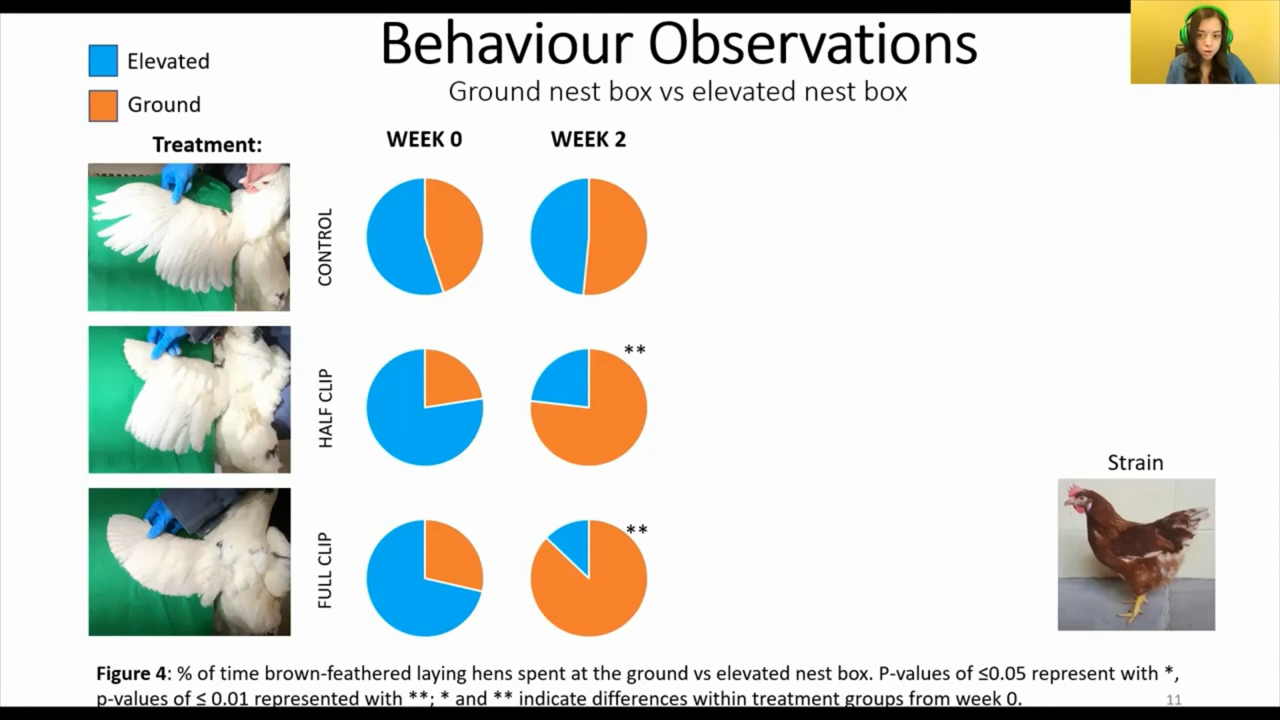 Behaviour Observations
Ground nest box vs elevated nest box
Elevated
Ground
Treatment:
WEEK 0
WEEK 2
CONTROL
HALF CLIP
**
FULL CLIP
**
Strain
Figure 4: % of time brown-feathered laying hens spent at the ground vs elevated nest box. P-values of ≤0.05 represent with *,
p-values of ≤ 0.01 represented with **; * and ** indicate differences within treatment groups from week 0.
11